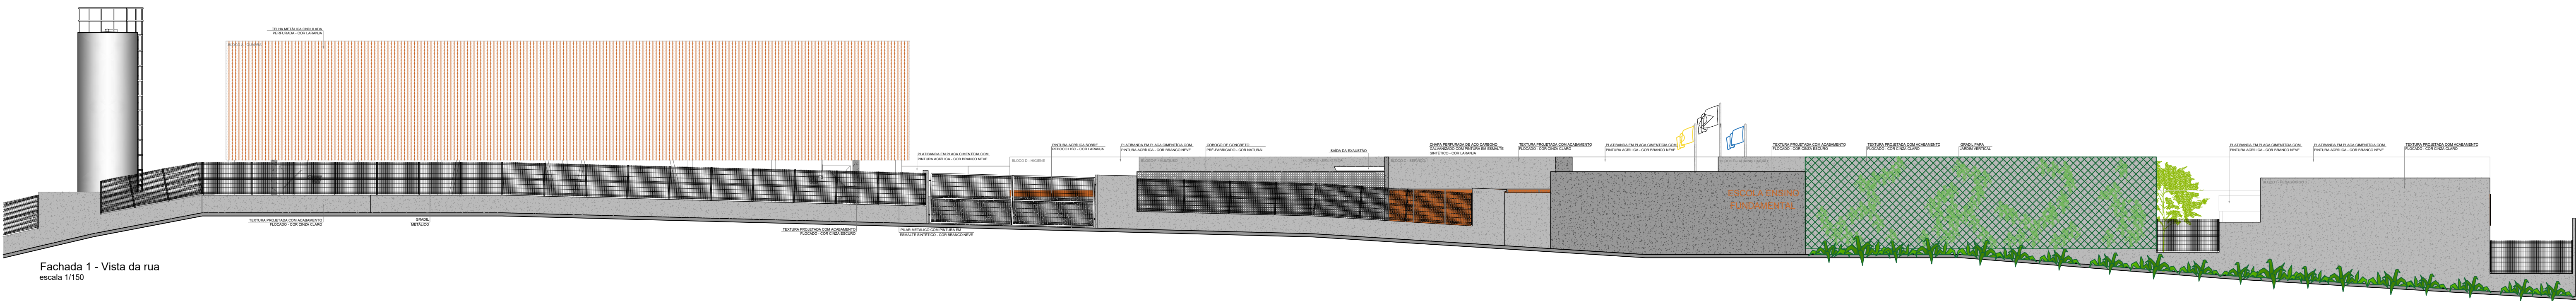 TELHA METÁLICA ONDULADA
PERFURADA - COR LARANJA
BLOCO J - QUADRA
PLATIBANDA EM PLACA CIMENTÍCIA COM
PINTURA ACRÍLICA - COR BRANCO NEVE
BLOCO D - HIGIENE
PINTURA ACRÍLICA SOBRE
REBOCO LISO - COR LARANJA
PLATIBANDA EM PLACA CIMENTÍCIA COM
PINTURA ACRÍLICA - COR BRANCO NEVE
COBOGÓ DE CONCRETO
PRÉ-FABRICADO - COR NATURAL
SAÍDA DA EXAUSTÃO
CHAPA PERFURADA DE AÇO CARBONO
GALVANIZADO COM PINTURA EM ESMALTE
SINTÉTICO - COR LARANJA
TEXTURA PROJETADA COM ACABAMENTO
FLOCADO - COR CINZA CLARO
PLATIBANDA EM PLACA CIMENTÍCIA COM
PINTURA ACRÍLICA - COR BRANCO NEVE
TEXTURA PROJETADA COM ACABAMENTO
FLOCADO - COR CINZA ESCURO
TEXTURA PROJETADA COM ACABAMENTO
FLOCADO - COR CINZA CLARO
GRADIL PARA
JARDIM VERTICAL
PLATIBANDA EM PLACA CIMENTÍCIA COM
PINTURA ACRÍLICA - COR BRANCO NEVE
PLATIBANDA EM PLACA CIMENTÍCIA COM
PINTURA ACRÍLICA - COR BRANCO NEVE
TEXTURA PROJETADA COM ACABAMENTO
FLOCADO - COR CINZA CLARO
ESCOLA ENSINO
FUNDAMENTAL
TEXTURA PROJETADA COM ACABAMENTO
FLOCADO - COR CINZA CLARO
GRADIL
METÁLICO
TEXTURA PROJETADA COM ACABAMENTO
FLOCADO - COR CINZA ESCURO
PILAR METÁLICO COM PINTURA EM
ESMALTE SINTÉTICO - COR BRANCO NEVE
Fachada 1 - Vista da rua
escala 1/150